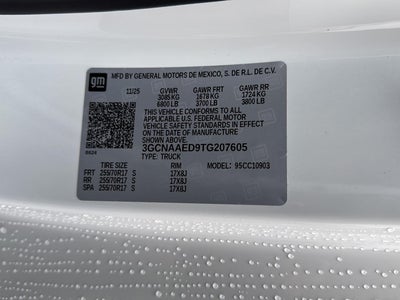 gm MFD BY GENERAL MOTORS DE MEXICO, S. DE R.L. DE C.V.
11/25 GVWR GAWR FRT GAWR RR
3085 KG 1678 KG 1724 KG
6800 LB 3700 LB 3800 LB
THIS VEHICLE CONFORMS TO ALL
APPLICABLE U.S. FEDERAL MOTOR
VEHICLE SAFETY STANDARDS IN EFFECT
ON THE DATE OF MANUFACTURE
3GCNAAED9TG207605
TYPE: TRUCK
TIRE SIZE RIM 95CC10903
FRT 255/70R17 S 17X8J
RR 255/70R17 S 17X8J
SPA 255/70R17 S 17X8J